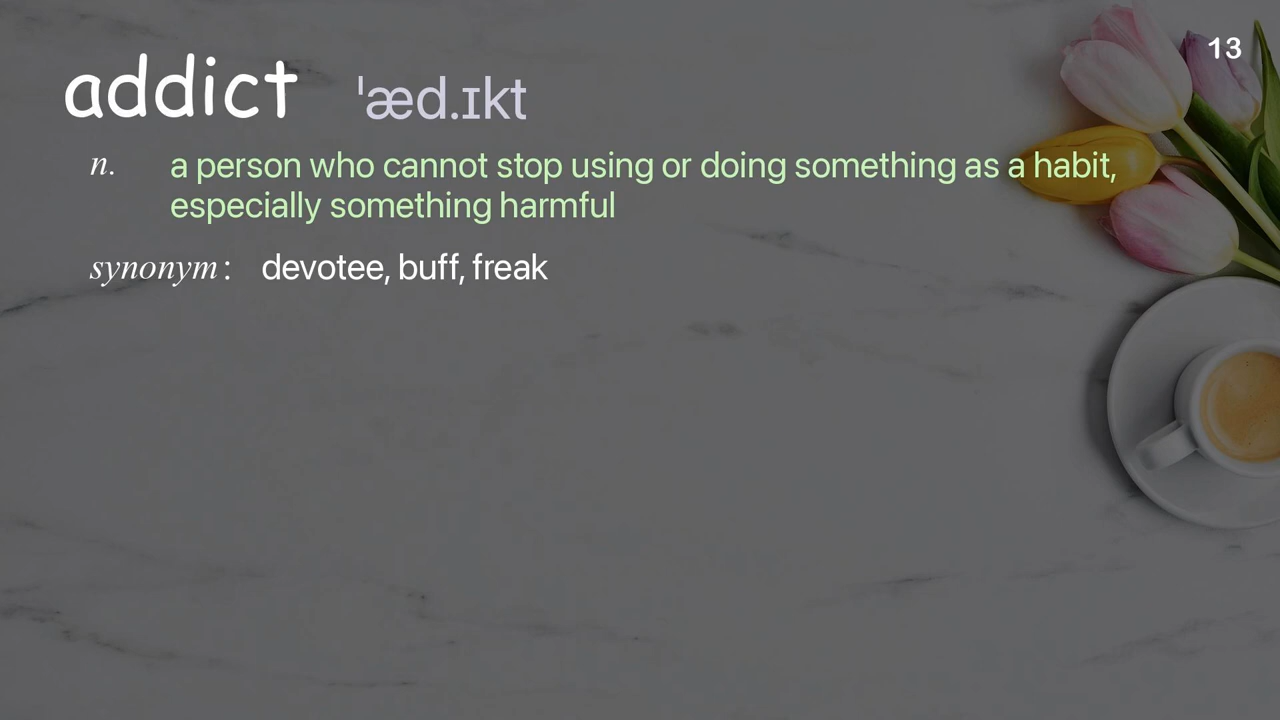 13
addict ˈæd.ɪkt
n. a person who cannot stop using or doing something as a habit,
especially something harmful
synonym: devotee, buff, freak